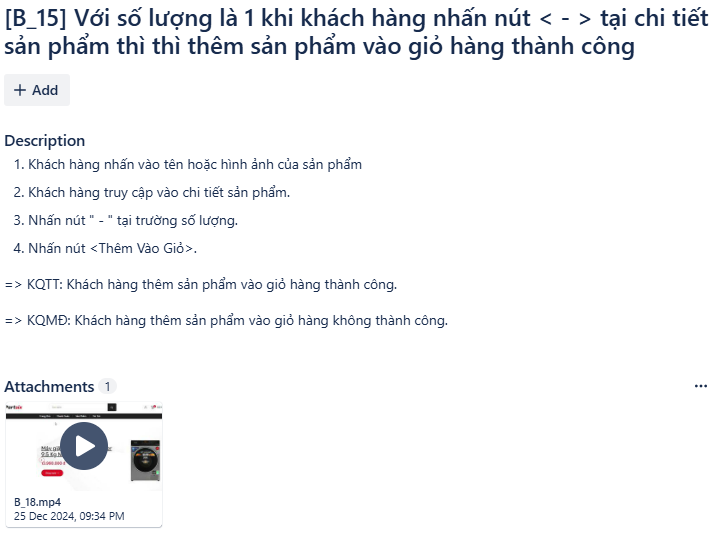 [B_15] Với số lượng là 1 khi khách hàng nhấn nút < - > tại chi tiết
sản phẩm thì thì thêm sản phẩm vào giỏ hàng thành công
+ Add
Description
1. Khách hàng nhấn vào tên hoặc hình ảnh của sản phẩm
2. Khách hàng truy cập vào chi tiết sản phẩm.
3. Nhấn nút " - " tại trường số lượng.
4. Nhấn nút <Thêm Vào Giỏ>.
=> KQTT: Khách hàng thêm sản phẩm vào giỏ hàng thành công.
=> KQMĐ: Khách hàng thêm sản phẩm vào giỏ hàng không thành công.
Attachments 1
B_18.mp4
25 Dec 2024, 09:34 PM